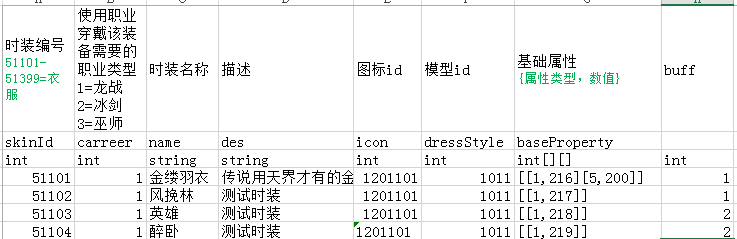 时装编号
51101-
51399=衣
服
使用职业
穿戴该装
备需要的
职业类型
1=龙战
2=冰剑
3=巫师
时装名称
描述
图标id
模型id
基础属性
{属性类型，数值}
buff
skinId carreer name des icon dressStyle baseProperty
int int string string int int int[][] int
51101 1 金缕羽衣 传说用天界才有的金 1201101 1011 [[1,216][5,200]] 1
51102 1 风挽林 测试时装 1201101 1011 [[1,217]] 1
51103 1 英雄 测试时装 1201101 1011 [[1,218]] 2
51104 1 醉卧 测试时装 1201101 1011 [[1,219]] 2